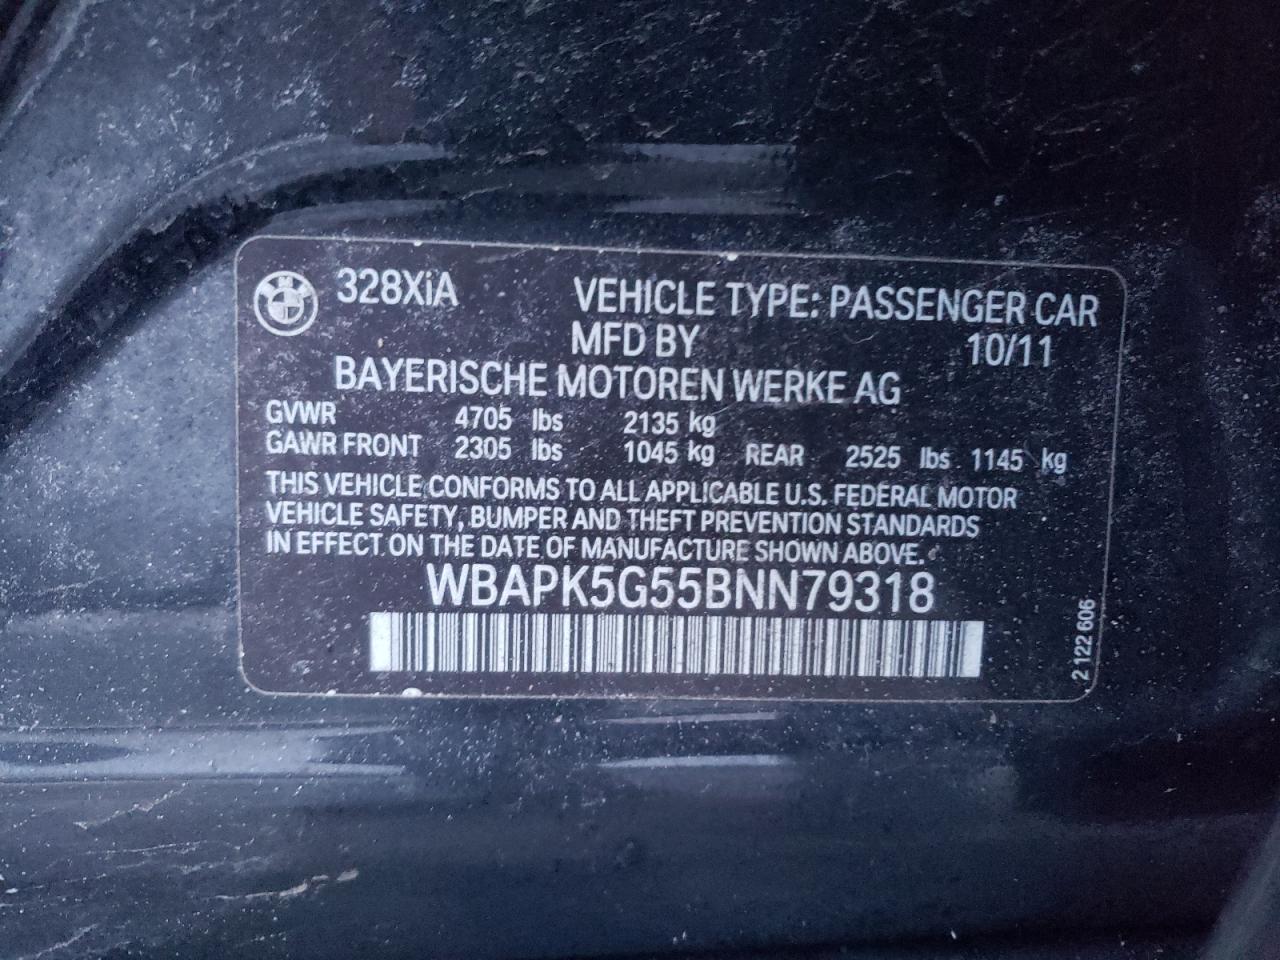 328XiA VEHICLE TYPE: PASSENGER CAR
MFD BY 10/11
BAYERISCHE MOTOREN WERKE AG
GVWR 4705 lbs 2135 kg
GAWR FRONT 2305 lbs 1045 kg REAR 2525 lbs 1145 kg
THIS VEHICLE CONFORMS TO ALL APPLICABLE U.S. FEDERAL MOTOR
VEHICLE SAFETY, BUMPER AND THEFT PREVENTION STANDARDS
IN EFFECT ON THE DATE OF MANUFACTURE SHOWN ABOVE.
WBAPK5G55BNN79318
2 122 606